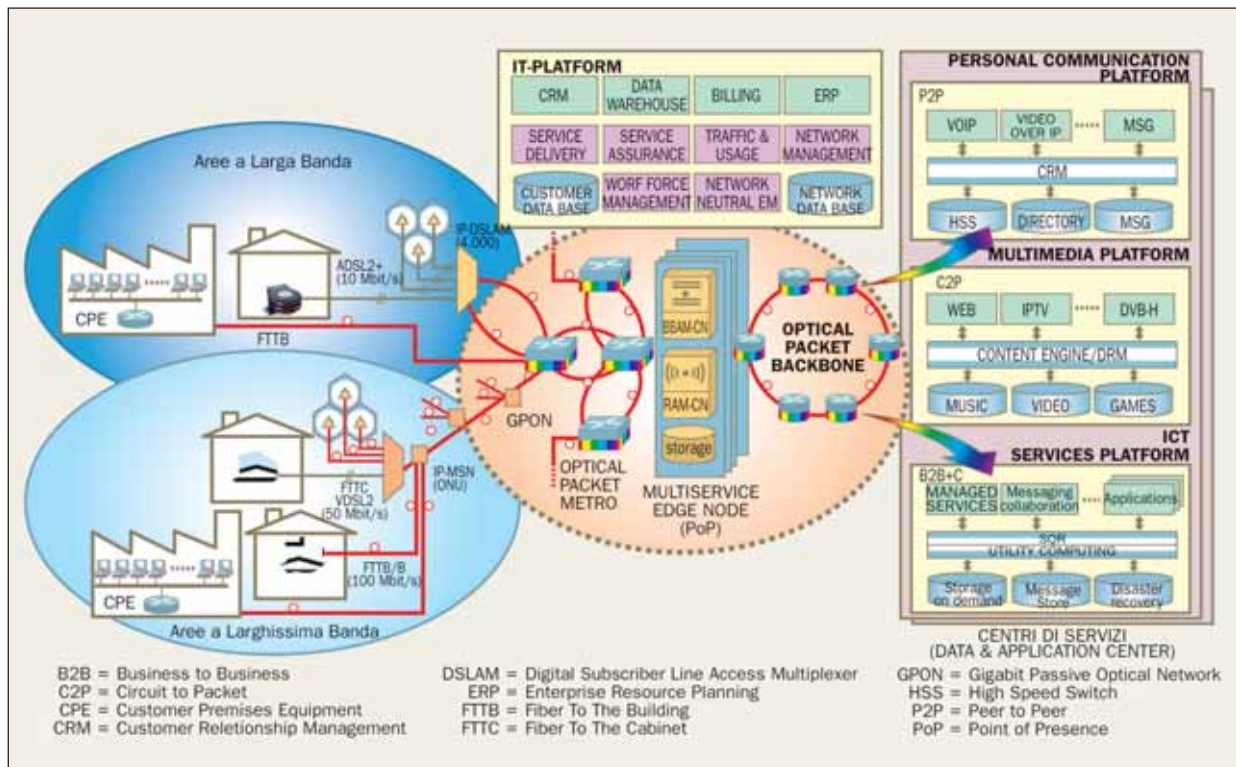 IT-PLATFORM
CRM
DATA
WAREHOUSE
BILLING
ERP
SERVICE
DELIVERY
SERVICE
ASSURANCE
TRAFFIC &
USAGE
NETWORK
MANAGEMENT
CUSTOMER
DATA BASE
WORF FORCE
MANAGEMENT
NETWORK
NEUTRAL EM
NETWORK
DATA BASE
PERSONAL COMMUNICATION
PLATFORM
P2P
VOIP
VIDEO
OVER IP
MSG
CRM
HSS
DIRECTORY
MSG
MULTIMEDIA PLATFORM
C2P
WEB
IPTV
DVB-H
CONTENT ENGINE/DRM
MUSIC
VIDEO
GAMES
ICT
SERVICES PLATFORM
B2B+C
MANAGED
SERVICES
Messaging
collaboration
Applications
UTILITY COMPUTING
Storage
on demand
Message
Store
Disaster
recovery
CENTRI DI SERVIZI
(DATA & APPLICATION CENTER)
Aree a Larga Banda
IP-DSLAM
(4.000)
ADSL2+
(10 Mbit/s)
CPE
FTTB
GPON
OPTICAL
PACKET
METRO
BBAM-CN
RAM-CN
storage
MULTISERVICE
EDGE NODE
(PoP)
OPTICAL
PACKET
BACKBONE
FTTC
VDSL2
(50 Mbit/s)
IP-MSN
(ONU)
FTTB/B
(100 Mbit/s)
CPE
Aree a Larghissima Banda
B2B = Business to Business
C2P = Circuit to Packet
CPE = Customer Premises Equipment
CRM = Customer Reletionship Management
DSLAM = Digital Subscriber Line Access Multiplexer
ERP = Enterprise Resource Planning
FTTB = Fiber To The Building
FTTC = Fiber To The Cabinet
GPON = Gigabit Passive Optical Network
HSS = High Speed Switch
P2P = Peer to Peer
PoP = Point of Presence